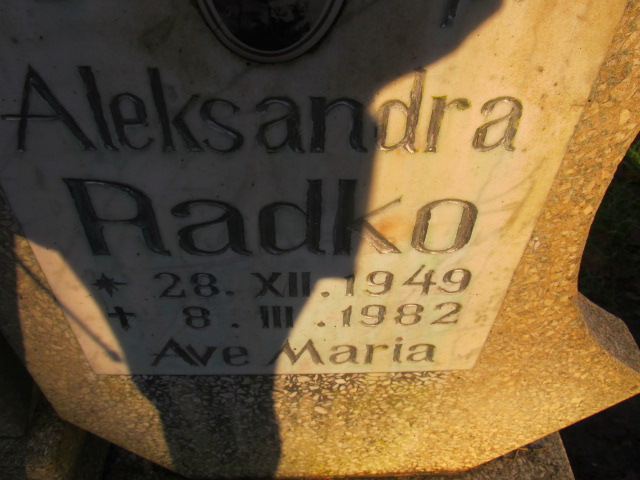 Aleksandra
Radko
* 28. XII. 1949
✝ 8. III. 1982
Ave Maria